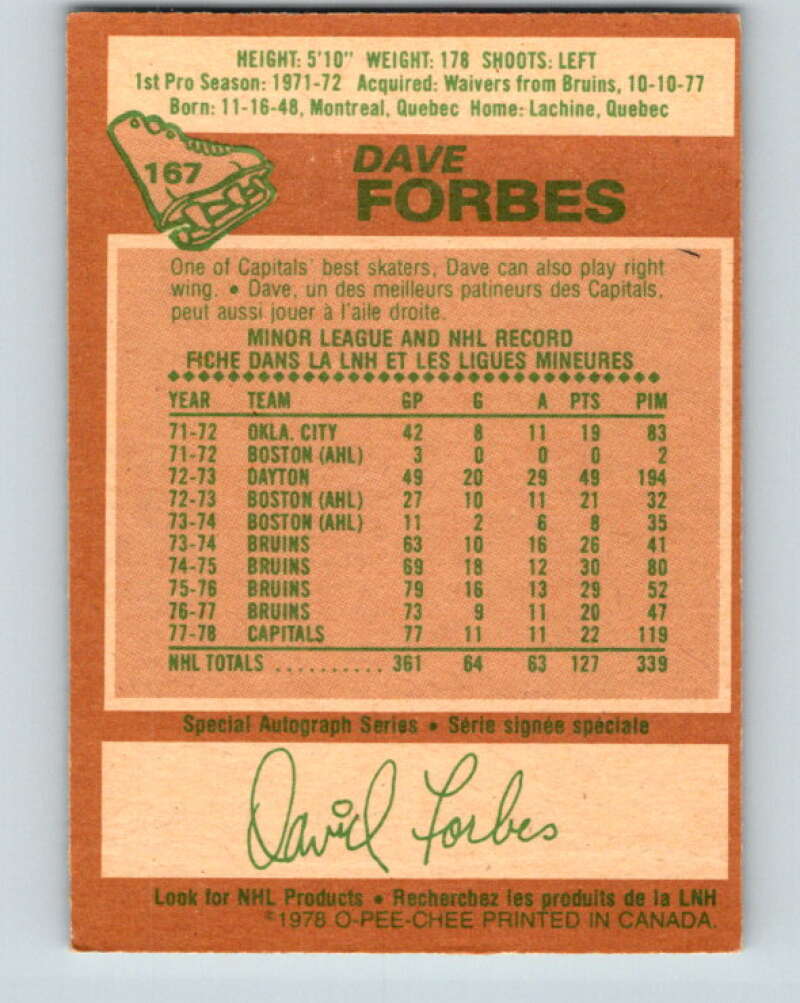 HEIGHT: 5'10" WEIGHT: 178 SHOOTS: LEFT
1st Pro Season: 1971-72 Acquired: Waivers from Bruins, 10-10-77
Born: 11-16-48, Montreal, Quebec Home: Lachine, Quebec
167
DAVE
FORBES
One of Capitals' best skaters, Dave can also play right
wing. • Dave, un des meilleurs patineurs des Capitals,
peut aussi jouer à l'aile droite.
MINOR LEAGUE AND NHL RECORD
FICHE DANS LA LNH ET LES LIGUES MINEURES
YEAR TEAM GP G A PTS PIM
71-72 OKLA. CITY 42 8 11 19 83
71-72 BOSTON (AHL) 3 0 0 0 2
72-73 DAYTON 49 20 29 49 194
72-73 BOSTON (AHL) 27 10 11 21 32
73-74 BOSTON (AHL) 11 2 6 8 35
73-74 BRUINS 63 10 16 26 41
74-75 BRUINS 69 18 12 30 80
75-76 BRUINS 79 16 13 29 52
76-77 BRUINS 73 9 11 20 47
77-78 CAPITALS 77 11 11 22 119
NHL TOTALS .......... 361 64 63 127 339
Special Autograph Series • Série signée spéciale
David Forbes
Look for NHL Products • Recherchez les produits de la LNH
©1978 O-PEE-CHEE PRINTED IN CANADA.